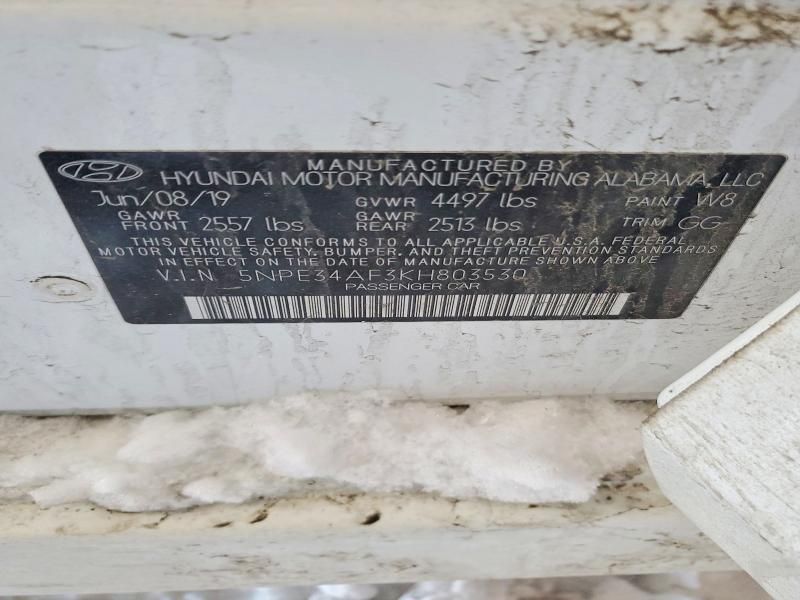 MANUFACTURED BY
HYUNDAI MOTOR MANUFACTURING ALABAMA, LLC
Jun/08/19 GVWR 4497 lbs PAINT W8
GAWR FRONT 2557 lbs GAWR REAR 2513 lbs TRIM GG
THIS VEHICLE CONFORMS TO ALL APPLICABLE U.S.A. FEDERAL
MOTOR VEHICLE SAFETY, BUMPER, AND THEFT PREVENTION STANDARDS
IN EFFECT ON THE DATE OF MANUFACTURE SHOWN ABOVE.
V.I.N. 5NPE34AF3KH803530
PASSENGER CAR